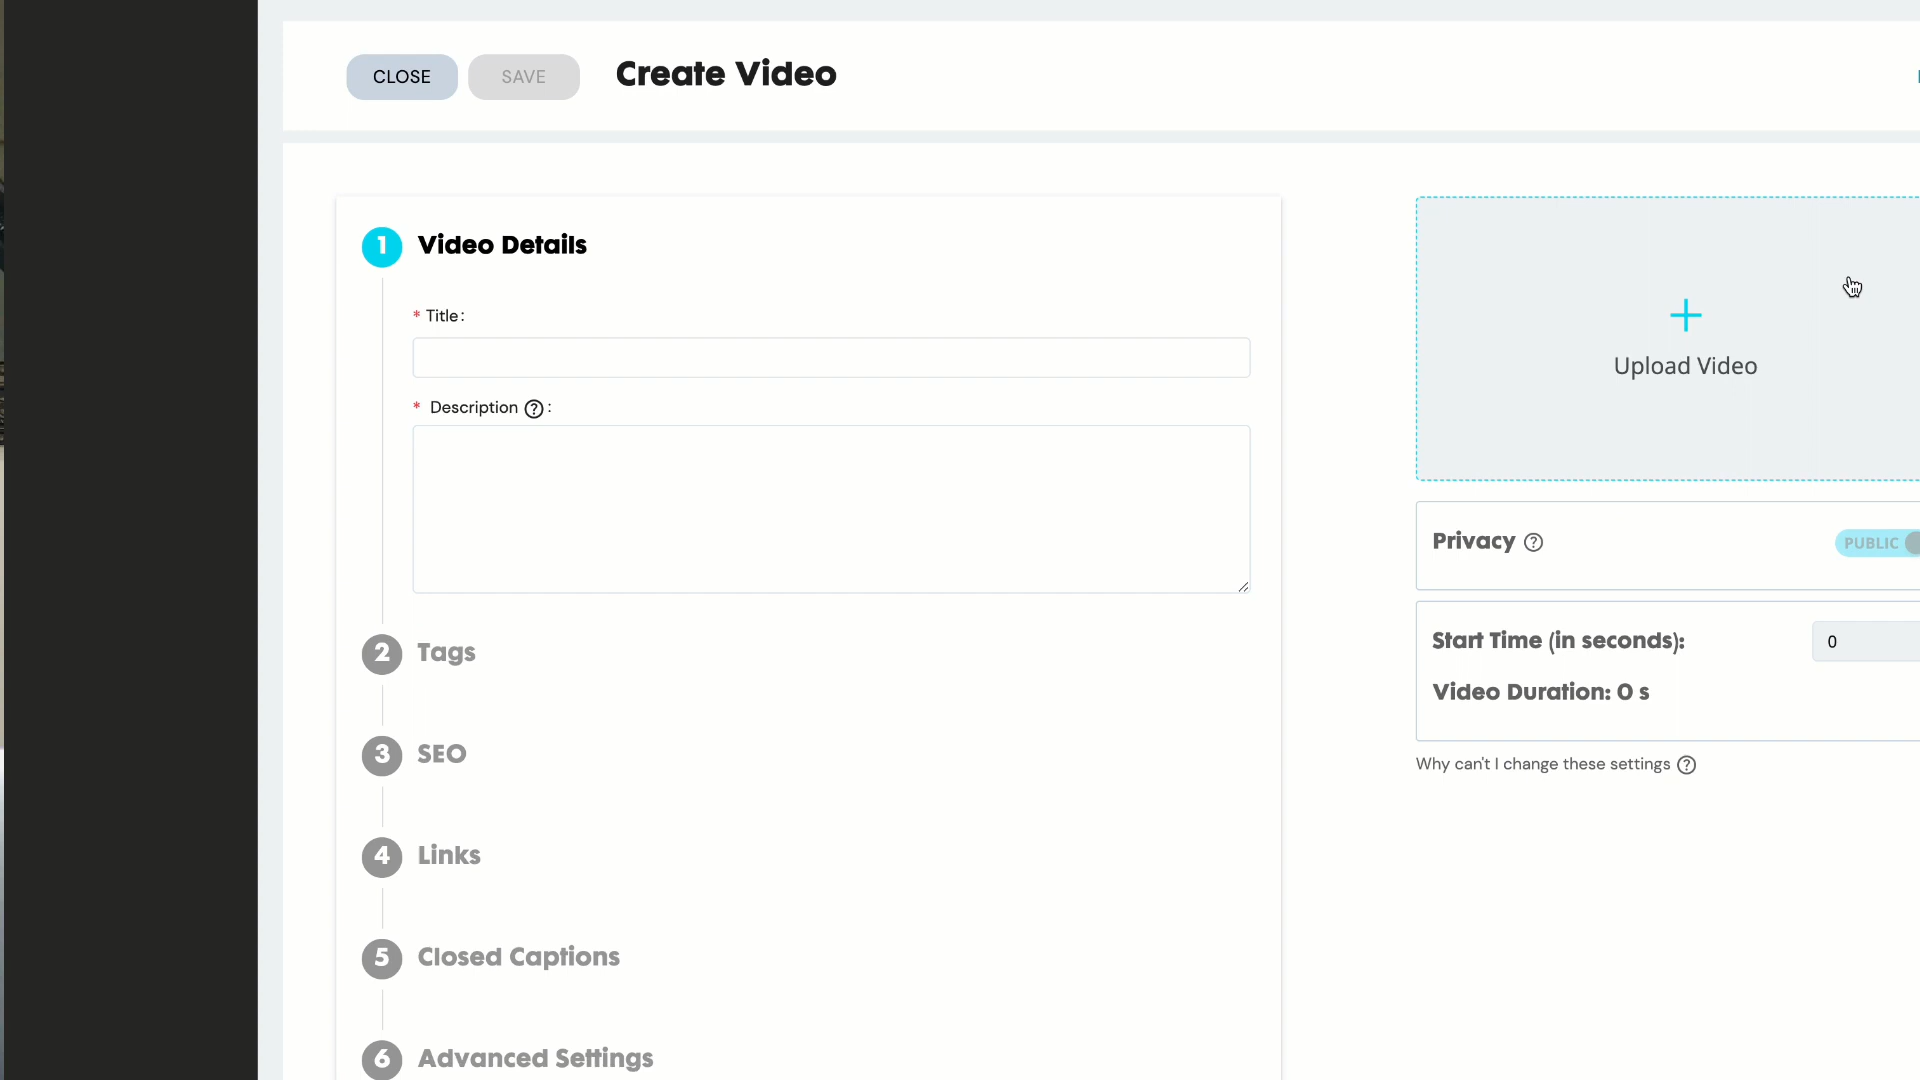 CLOSE
SAVE
Create Video
1 Video Details
* Title:
* Description ? :
2 Tags
3 SEO
4 Links
5 Closed Captions
6 Advanced Settings
Upload Video
Privacy ?
PUBLIC
Start Time (in seconds):
0
Video Duration: 0 s
Why can't I change these settings ?